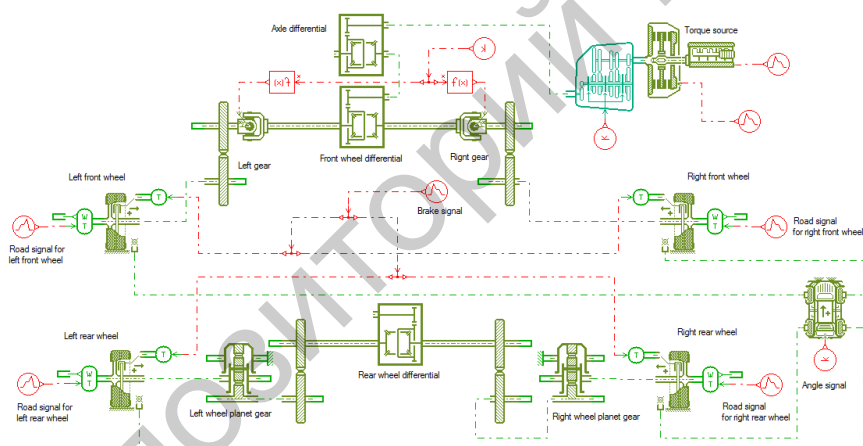 Axle differential
Torque source
K
f(x)
x
f(x)
x
Left gear
Front wheel differential
Rignt gear
K
Left front wheel
Right front wheel
T
T
Brake signal
W
T
W
T
Road signal for
left front wheel
Road signal
for right front wheel
Left rear wheel
Right rear wheel
T
T
Rear wheel differential
K
Angle signal
W
T
W
T
Road signal for
left rear wheel
Left wheel planet gear
Right wheel planet gear
Road signal
for right rear wheel
позиторий